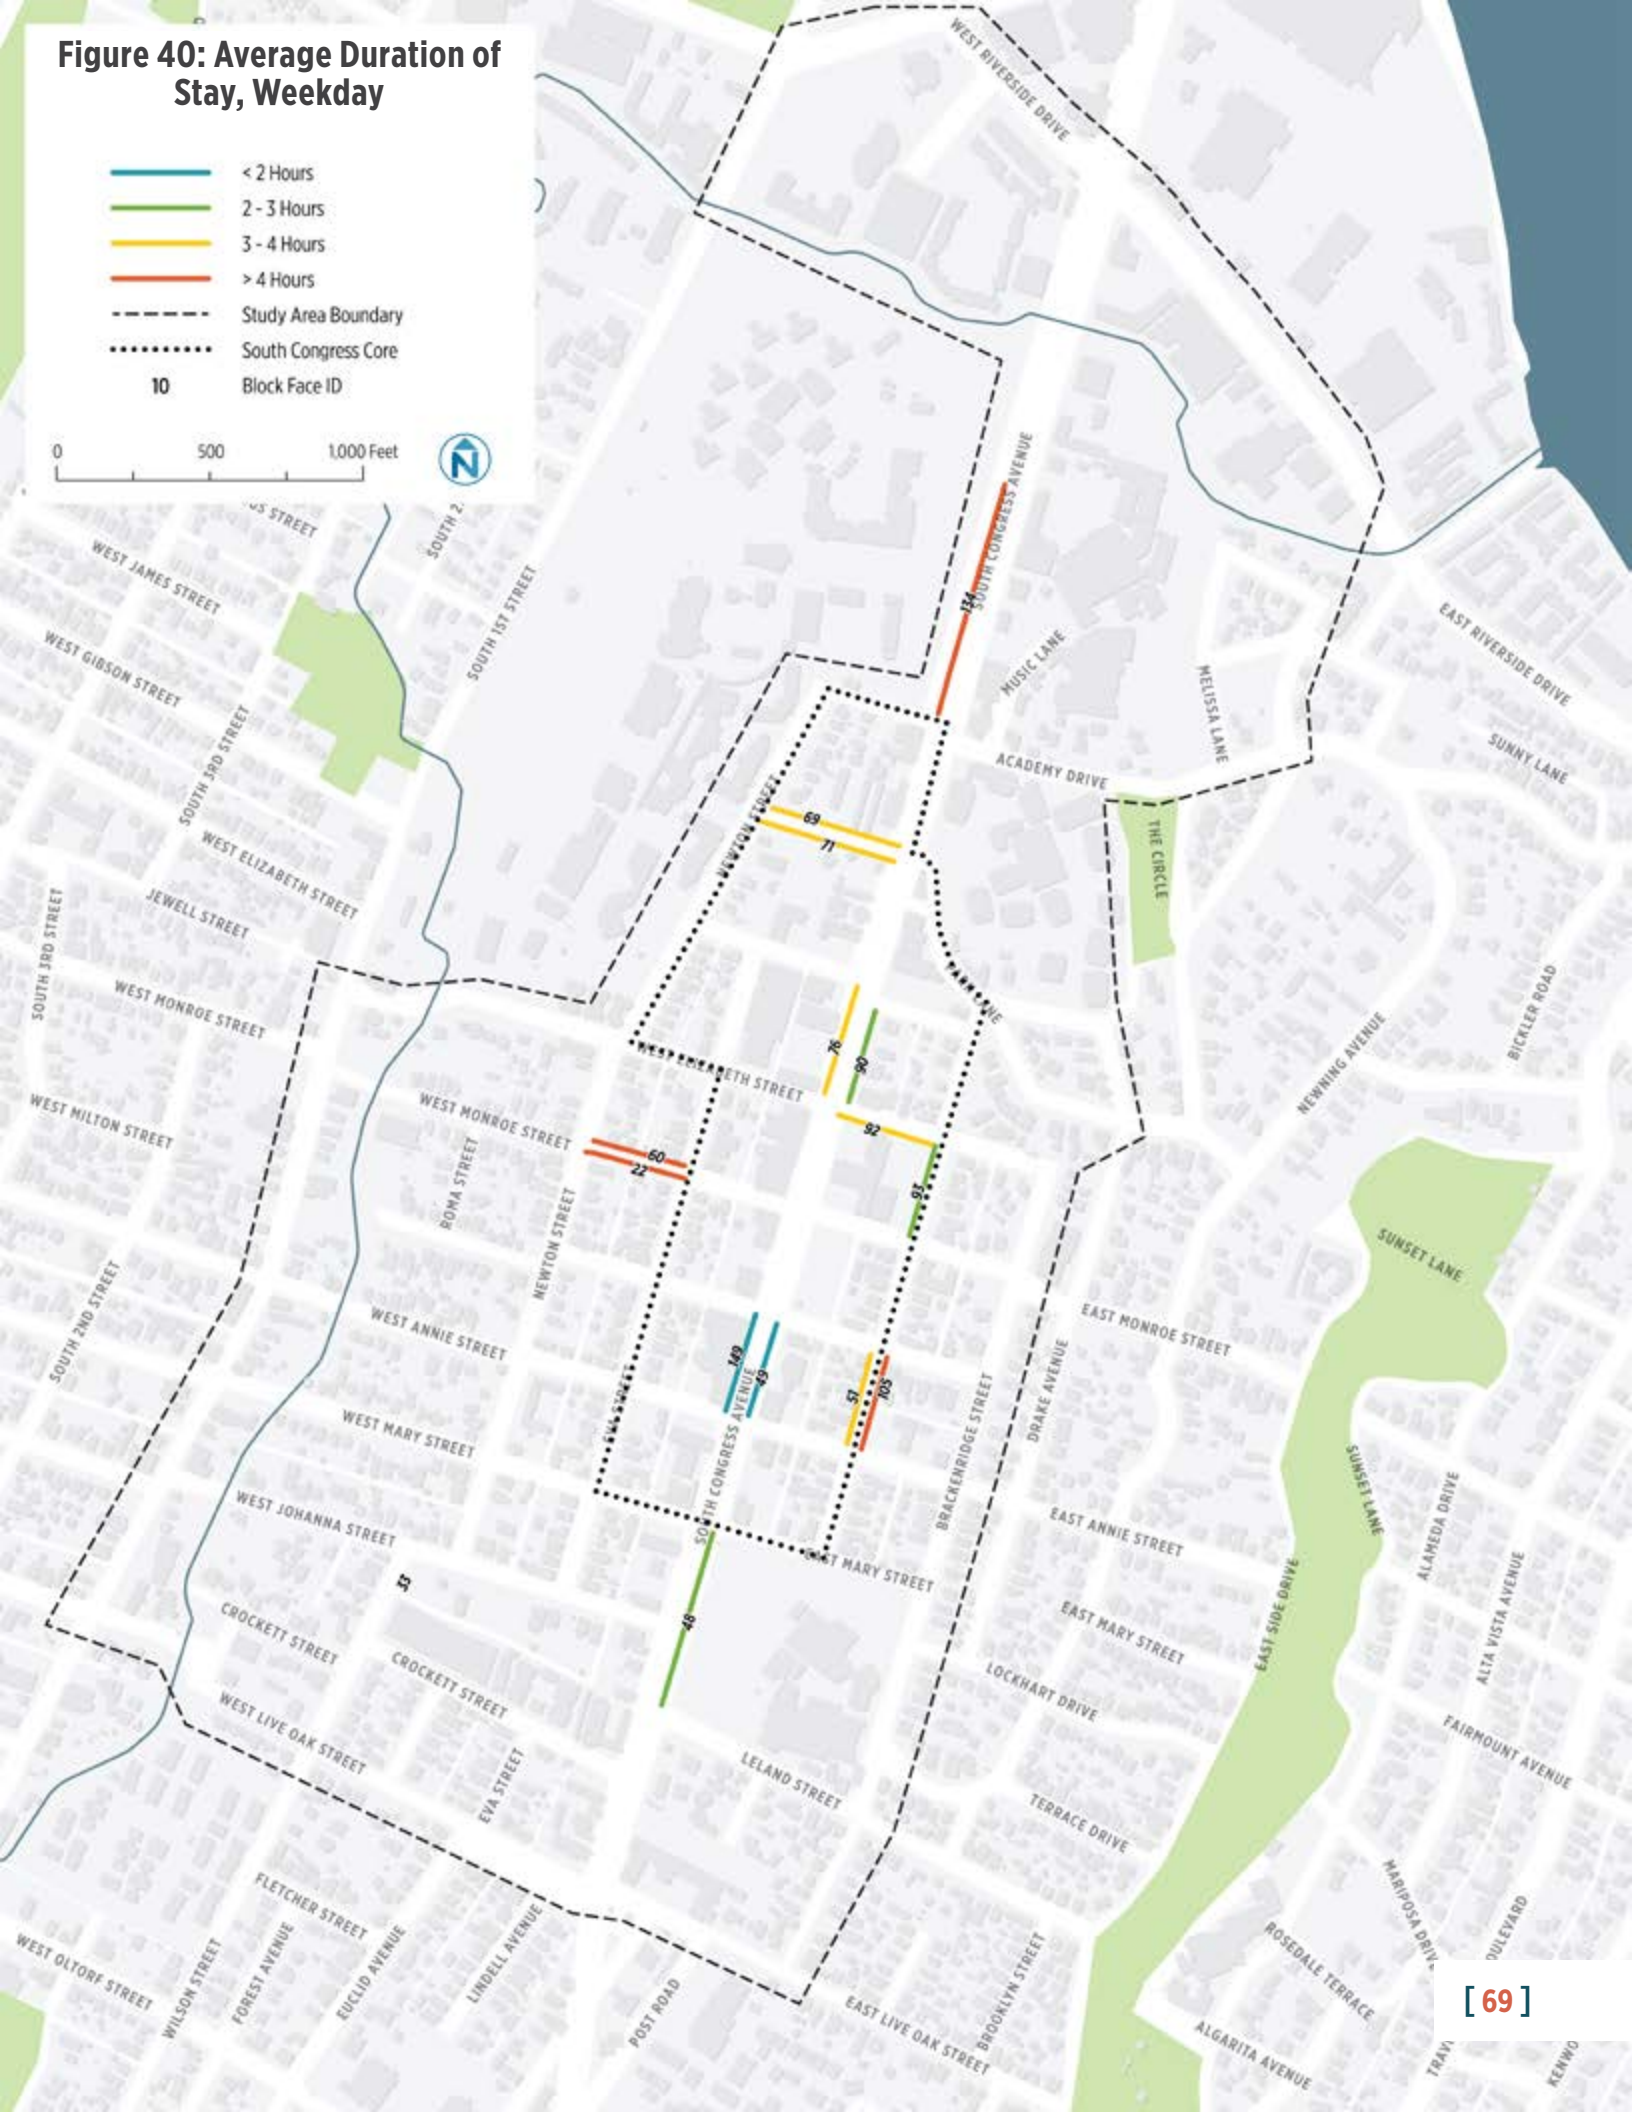 Figure 40: Average Duration of
Stay, Weekday
< 2 Hours
2 - 3 Hours
3 - 4 Hours
> 4 Hours
Study Area Boundary
South Congress Core
10 Block Face ID
0 500 1,000 Feet
N
WEST RIVERSIDE DRIVE
SOUTH CONGRESS AVENUE
134
MUSIC LANE
MELISSA LANE
ACADEMY DRIVE
THE CIRCLE
EAST RIVERSIDE DRIVE
SUNNY LANE
BICKLER ROAD
NEWNING AVENUE
STREET
SOUTH 2
WEST JAMES STREET
WEST GIBSON STREET
SOUTH 1ST STREET
SOUTH 3RD STREET
WEST ELIZABETH STREET
JEWELL STREET
SOUTH 3RD STREET
WEST MONROE STREET
WEST MILTON STREET
NEWTON STREET
69
71
76
90
WEST ELIZABETH STREET
92
93
WEST MONROE STREET
60
22
ROMA STREET
NEWTON STREET
SOUTH 2ND STREET
WEST ANNIE STREET
149
49
51
105
SOUTH CONGRESS AVENUE
EAST MONROE STREET
SUNSET LANE
DRAKE AVENUE
BRACKENRIDGE STREET
WEST MARY STREET
WEST JOHANNA STREET
33
48
EAST MARY STREET
EAST ANNIE STREET
EAST MARY STREET
EAST SIDE DRIVE
SUNSET LANE
ALAMEDA DRIVE
ALTA VISTA AVENUE
CROCKETT STREET
CROCKETT STREET
WEST LIVE OAK STREET
EVA STREET
LELAND STREET
LOCKHART DRIVE
TERRACE DRIVE
FAIRMOUNT AVENUE
FLETCHER STREET
WEST OLTORF STREET
WILSON STREET
FOREST AVENUE
EUCLID AVENUE
LINDELL AVENUE
POST ROAD
EAST LIVE OAK STREET
BROOKLYN STREET
ROSEDALE TERRACE
ALGARITA AVENUE
MARIPOSA DRIV
OULEVARD
TRAV
KENWO
[ 69 ]